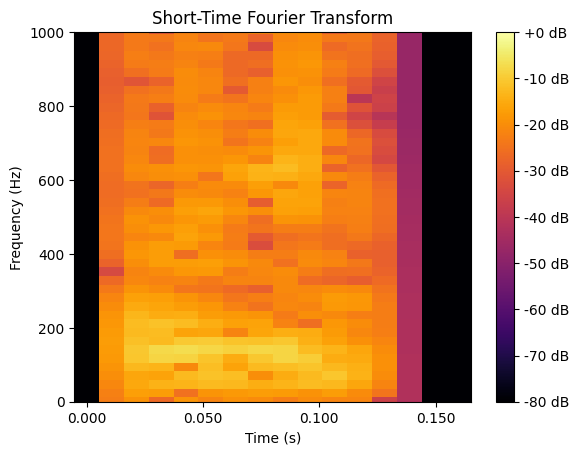 Short-Time Fourier Transform
1000
800
600
400
200
0
Frequency (Hz)
0.000
0.050
0.100
0.150
Time (s)
+0 dB
-10 dB
-20 dB
-30 dB
-40 dB
-50 dB
-60 dB
-70 dB
-80 dB